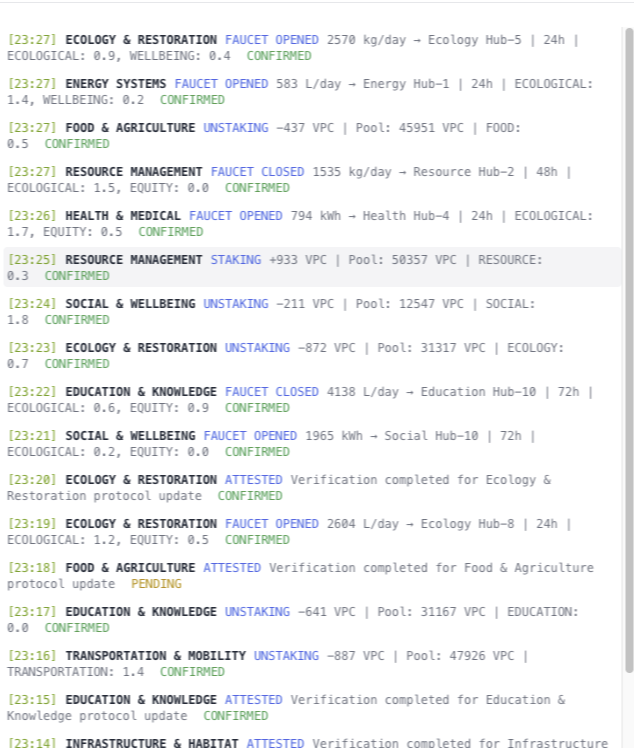 [23:27] ECOLOGY & RESTORATION FAUCET OPENED 2570 kg/day → Ecology Hub-5 | 24h |
ECOLOGICAL: 0.9, WELLBEING: 0.4 CONFIRMED
[23:27] ENERGY SYSTEMS FAUCET OPENED 583 L/day → Energy Hub-1 | 24h | ECOLOGICAL:
1.4, WELLBEING: 0.2 CONFIRMED
[23:27] FOOD & AGRICULTURE UNSTAKING -437 VPC | Pool: 45951 VPC | FOOD:
0.5 CONFIRMED
[23:27] RESOURCE MANAGEMENT FAUCET CLOSED 1535 kg/day → Resource Hub-2 | 48h |
ECOLOGICAL: 1.5, EQUITY: 0.0 CONFIRMED
[23:26] HEALTH & MEDICAL FAUCET OPENED 794 kWh → Health Hub-4 | 24h | ECOLOGICAL:
1.7, EQUITY: 0.5 CONFIRMED
[23:25] RESOURCE MANAGEMENT STAKING +933 VPC | Pool: 50357 VPC | RESOURCE:
0.3 CONFIRMED
[23:24] SOCIAL & WELLBEING UNSTAKING -211 VPC | Pool: 12547 VPC | SOCIAL:
1.8 CONFIRMED
[23:23] ECOLOGY & RESTORATION UNSTAKING -872 VPC | Pool: 31317 VPC | ECOLOGY:
0.7 CONFIRMED
[23:22] EDUCATION & KNOWLEDGE FAUCET CLOSED 4138 L/day → Education Hub-10 | 72h |
ECOLOGICAL: 0.6, EQUITY: 0.9 CONFIRMED
[23:21] SOCIAL & WELLBEING FAUCET OPENED 1965 kWh → Social Hub-10 | 72h |
ECOLOGICAL: 0.2, EQUITY: 0.0 CONFIRMED
[23:20] ECOLOGY & RESTORATION ATTESTED Verification completed for Ecology &
Restoration protocol update CONFIRMED
[23:19] ECOLOGY & RESTORATION FAUCET OPENED 2604 L/day → Ecology Hub-8 | 24h |
ECOLOGICAL: 1.2, EQUITY: 0.5 CONFIRMED
[23:18] FOOD & AGRICULTURE ATTESTED Verification completed for Food & Agriculture
protocol update PENDING
[23:17] EDUCATION & KNOWLEDGE UNSTAKING -641 VPC | Pool: 31167 VPC | EDUCATION:
0.0 CONFIRMED
[23:16] TRANSPORTATION & MOBILITY UNSTAKING -887 VPC | Pool: 47926 VPC |
TRANSPORTATION: 1.4 CONFIRMED
[23:15] EDUCATION & KNOWLEDGE ATTESTED Verification completed for Education &
Knowledge protocol update CONFIRMED
[23:14] INFRASTRUCTURE & HABITAT ATTESTED Verification completed for Infrastructure